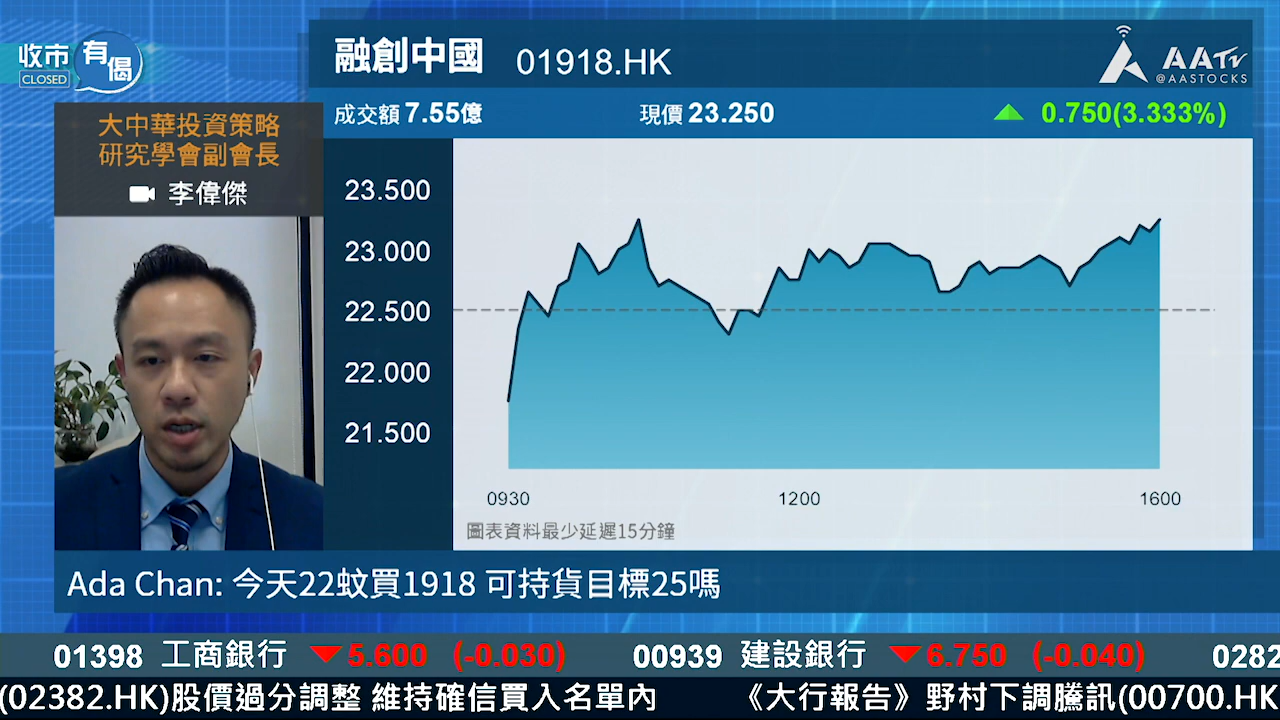 收市
CLOSED
有偈
融創中國 01918.HK
AATV
@AASTOCKS
成交額 7.55億 現價 23.250 0.750(3.333%)
大中華投資策略
研究學會副會長
李偉傑
23.500
23.000
22.500
22.000
21.500
0930 1200 1600
圖表資料最少延遲15分鐘
Ada Chan: 今天22蚊買1918 可持貨目標25嗎
01398 工商銀行 5.600 (-0.030) 00939 建設銀行 6.750 (-0.040) 0282
(02382.HK)股價過分調整 維持確信買入名單內 《大行報告》野村下調騰訊(00700.HK